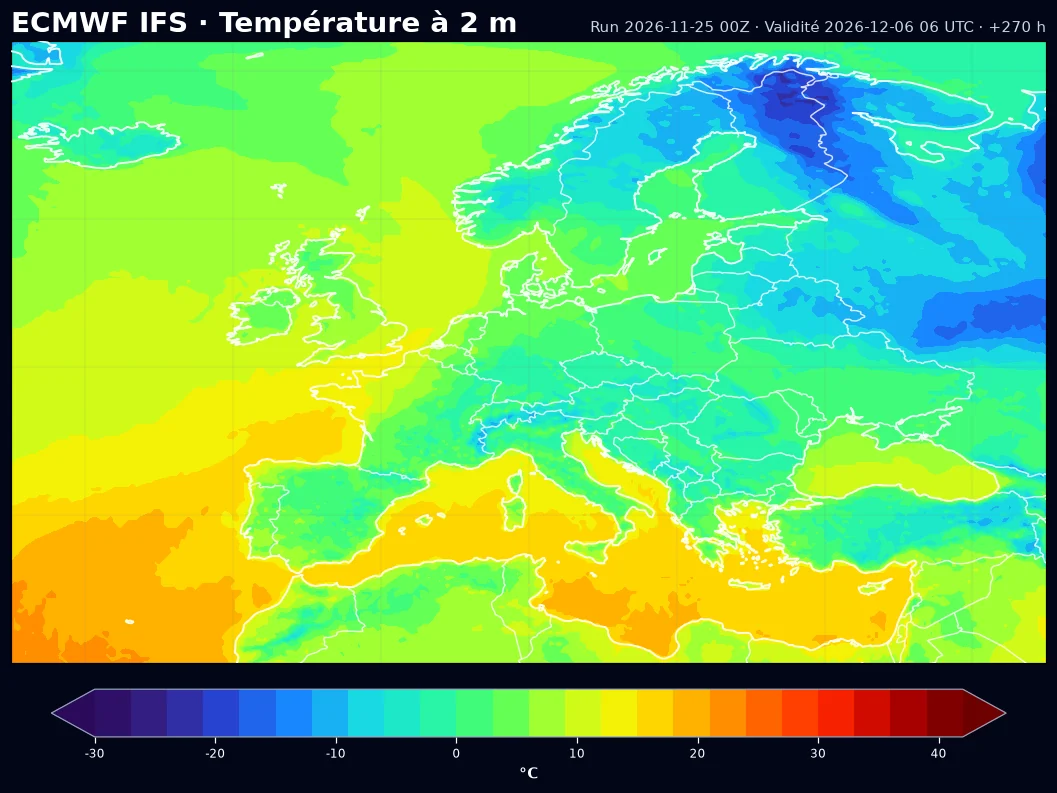 ECMWF IFS · Température à 2 m
Run 2026-11-25 00Z · Validité 2026-12-06 06 UTC · +270 h
-30 -20 -10 0 10 20 30 40
°C